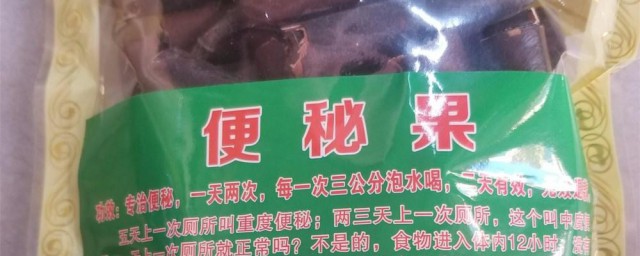 便秘果
功效：专治便秘，一天两次，每一次三公分泡水喝，二天有效，无效
五天上一次厕所叫重度便秘；两三天上一次厕所，这个叫中度
天上一次厕所就正常吗？不是的，食物进入体内12小时